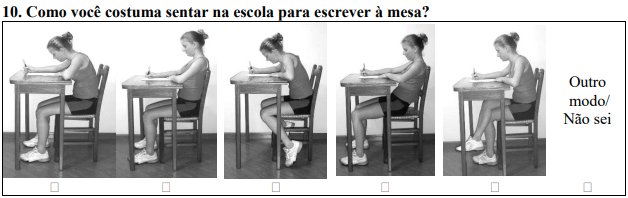 10. Como você costuma sentar na escola para escrever à mesa?
Outro
modo/
Não sei